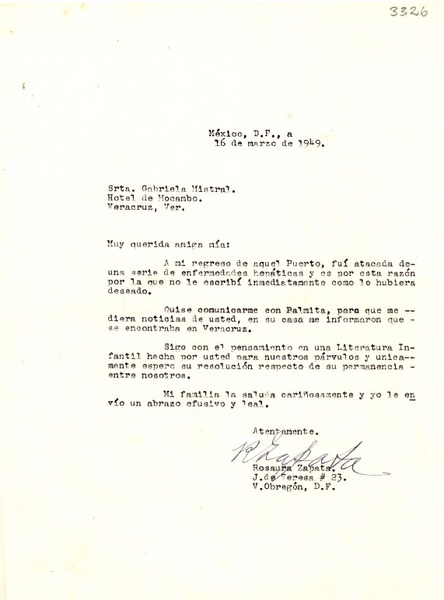 3326
México, D.F., a
16 de marzo de 1949.
Srta. Gabriela Mistral.
Hotel de Mocambo.
Veracruz, Ver.
Muy querida amiga mía:
A mi regreso de aquel Puerto, fuí atacada de-
una serie de enfermedades hepáticas y es por esta razón
por la que no le escribí inmediatamente como lo hubiera
deseado.
Quise comunicarme con Palmita, para que me --
diera noticias de usted, en su casa me informaron que -
se encontraba en Veracruz.
Sigo con el pensamiento en una Literatura In-
fantil hecha por usted para nuestros párvulos y unica--
mente espero su resolución respecto de su permanencia -
entre nosotros.
Mi familia la saluda cariñosamente y yo le en
vío un abrazo efusivo y leal.
Atentamente.
R Zapata
Rosaura Zapata.
J. de Teresa # 23.
V. Obregón, D.F.